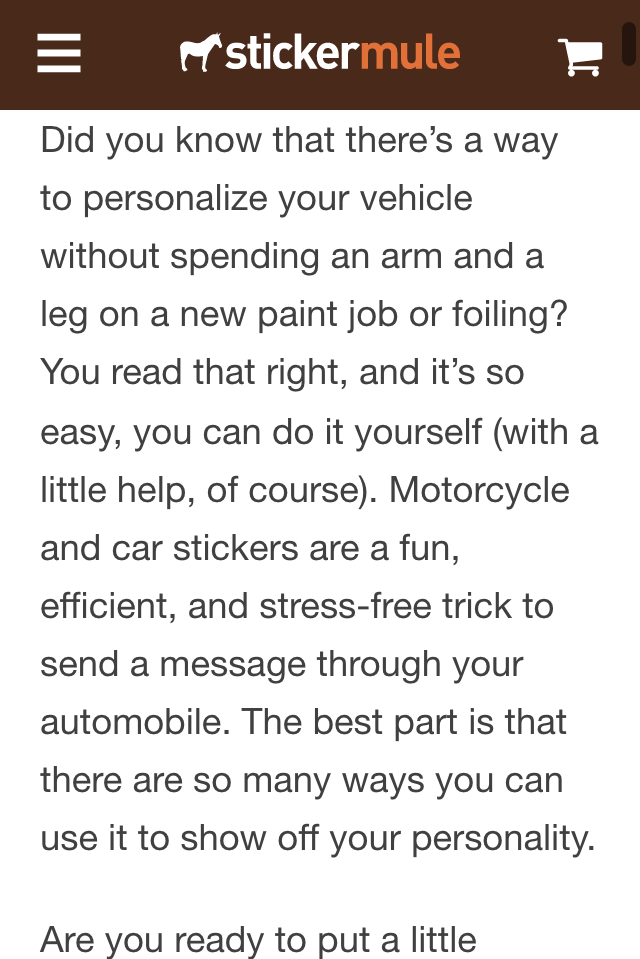 stickermule
Did you know that there’s a way
to personalize your vehicle
without spending an arm and a
leg on a new paint job or foiling?
You read that right, and it’s so
easy, you can do it yourself (with a
little help, of course). Motorcycle
and car stickers are a fun,
efficient, and stress-free trick to
send a message through your
automobile. The best part is that
there are so many ways you can
use it to show off your personality.
Are you ready to put a little